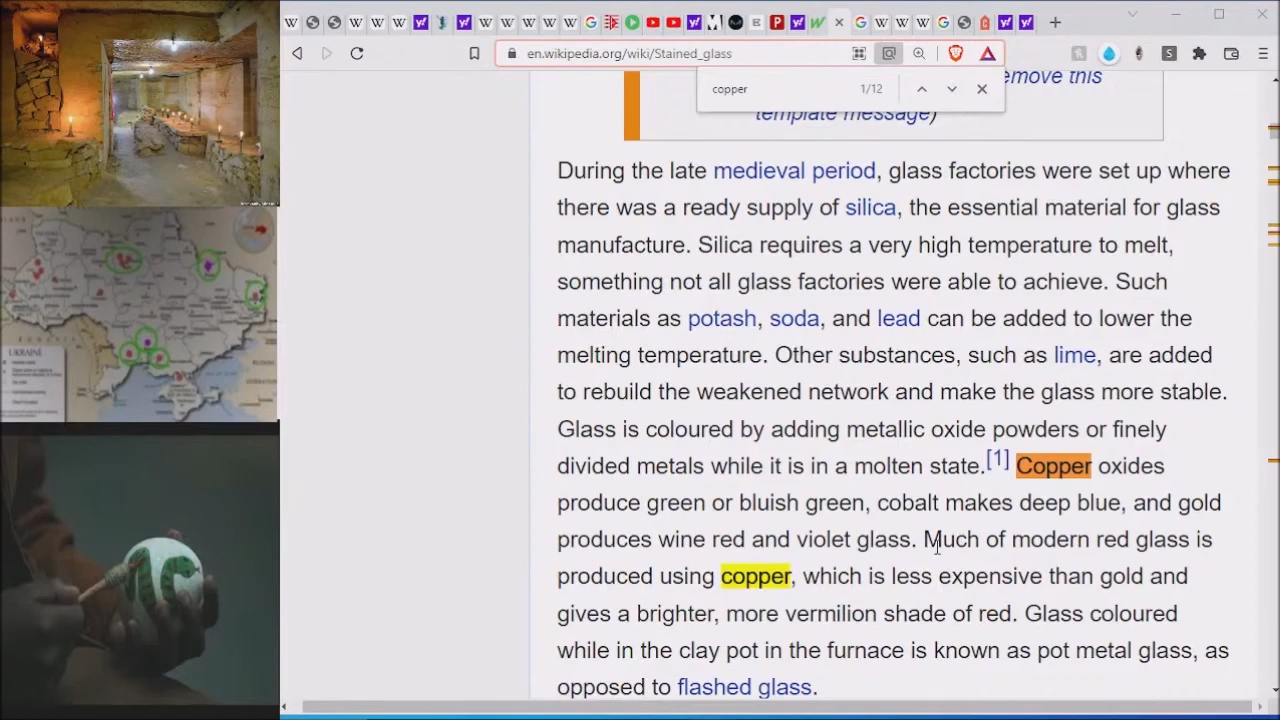 en.wikipedia.org/wiki/Stained_glass
copper
1/12
emove this
template message)
During the late medieval period, glass factories were set up where
there was a ready supply of silica, the essential material for glass
manufacture. Silica requires a very high temperature to melt,
something not all glass factories were able to achieve. Such
materials as potash, soda, and lead can be added to lower the
melting temperature. Other substances, such as lime, are added
to rebuild the weakened network and make the glass more stable.
Glass is coloured by adding metallic oxide powders or finely
divided metals while it is in a molten state.[1] Copper oxides
produce green or bluish green, cobalt makes deep blue, and gold
produces wine red and violet glass. Much of modern red glass is
produced using copper, which is less expensive than gold and
gives a brighter, more vermilion shade of red. Glass coloured
while in the clay pot in the furnace is known as pot metal glass, as
opposed to flashed glass.
UKRAINE